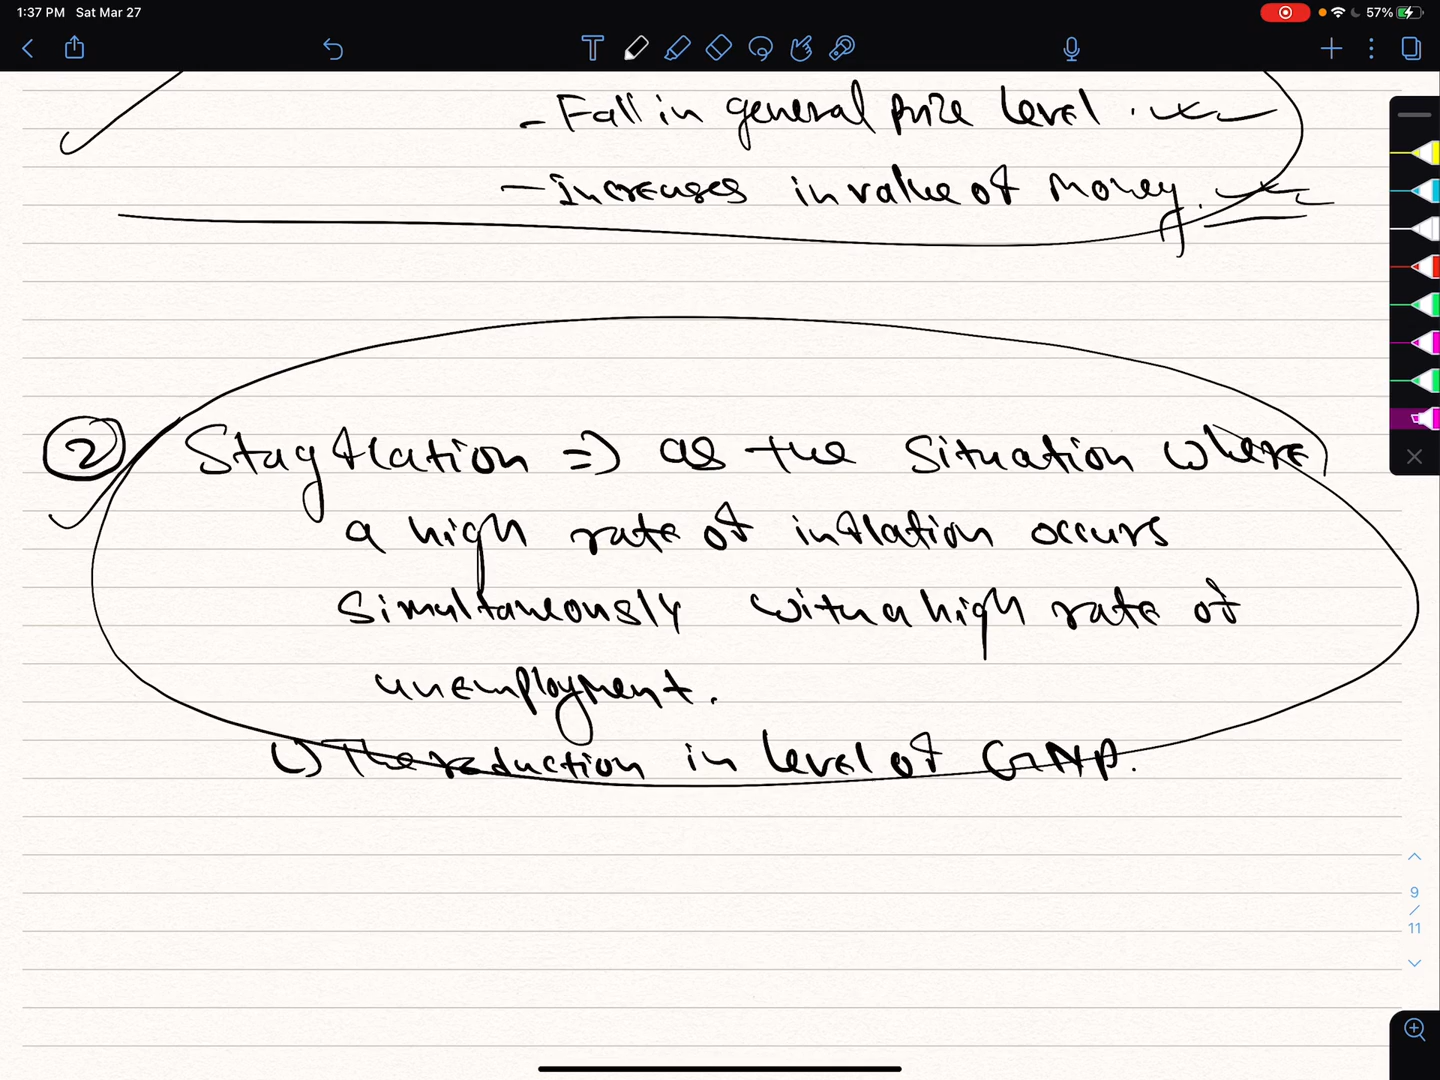 1:37 PM Sat Mar 27
57%
- Fall in general price level.
- Increases in value of money.
2 Stagflation => as the situation where
a high rate of inflation occurs
simultaneously with a high rate of
unemployment.
i) The reduction in level of GNP.
9
/
11